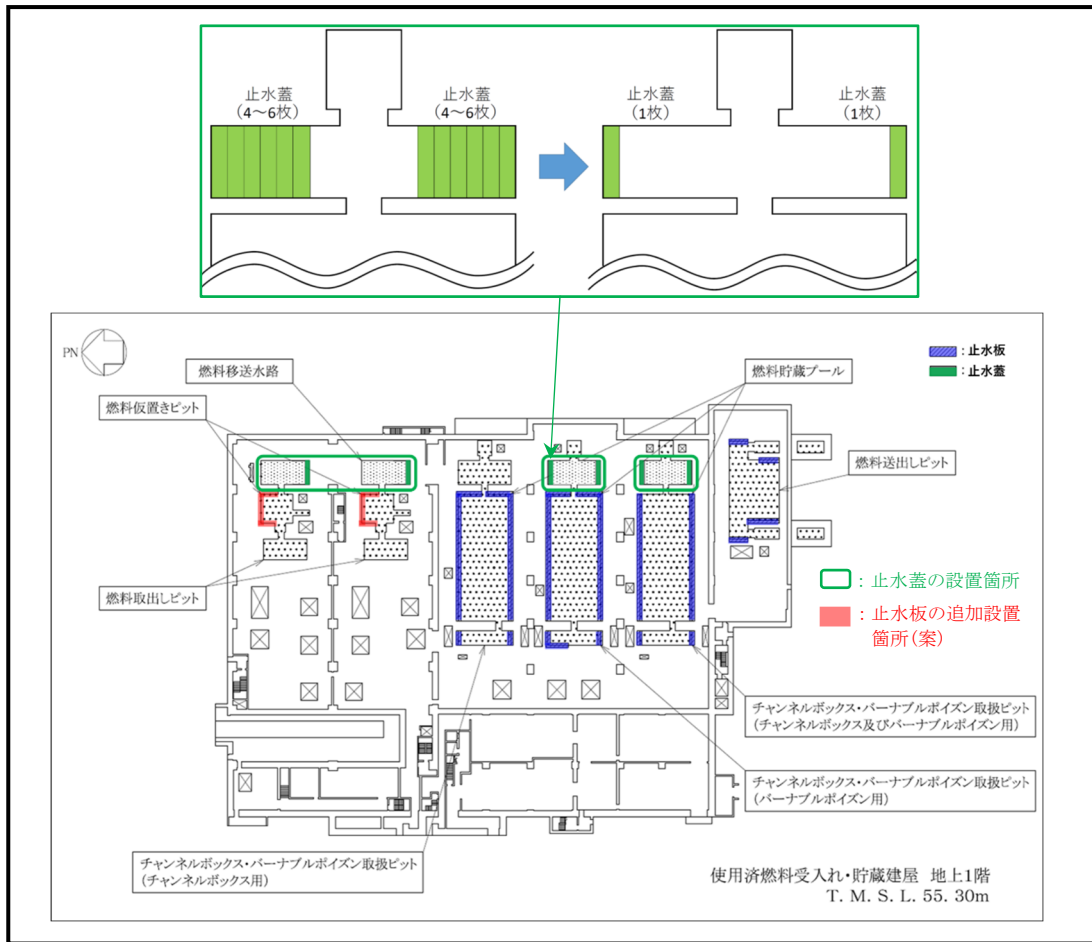 止水蓋
(4～6枚)
止水蓋
(4～6枚)
止水蓋
(1枚)
止水蓋
(1枚)
PN
燃料移送水路
燃料仮置きピット
燃料貯蔵プール
：止水板
：止水蓋
燃料送出しピット
：止水蓋の設置箇所
：止水板の追加設置
箇所(案)
燃料取出しピット
チャンネルボックス・バーナブルポイズン取扱ピット
(チャンネルボックス及びバーナブルポイズン用)
チャンネルボックス・バーナブルポイズン取扱ピット
(バーナブルポイズン用)
チャンネルボックス・バーナブルポイズン取扱ピット
(チャンネルボックス用)
使用済燃料受入れ・貯蔵建屋 地上1階
T. M. S. L. 55. 30m